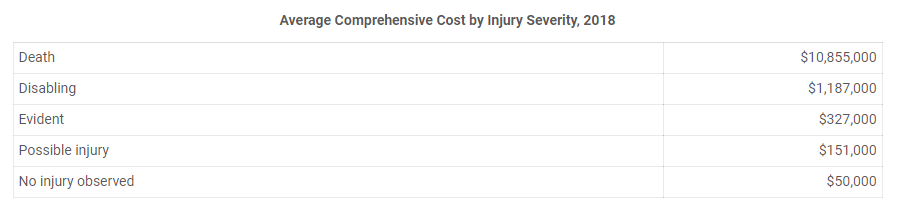 Average Comprehensive Cost by Injury Severity, 2018
Death $10,855,000
Disabling $1,187,000
Evident $327,000
Possible injury $151,000
No injury observed $50,000